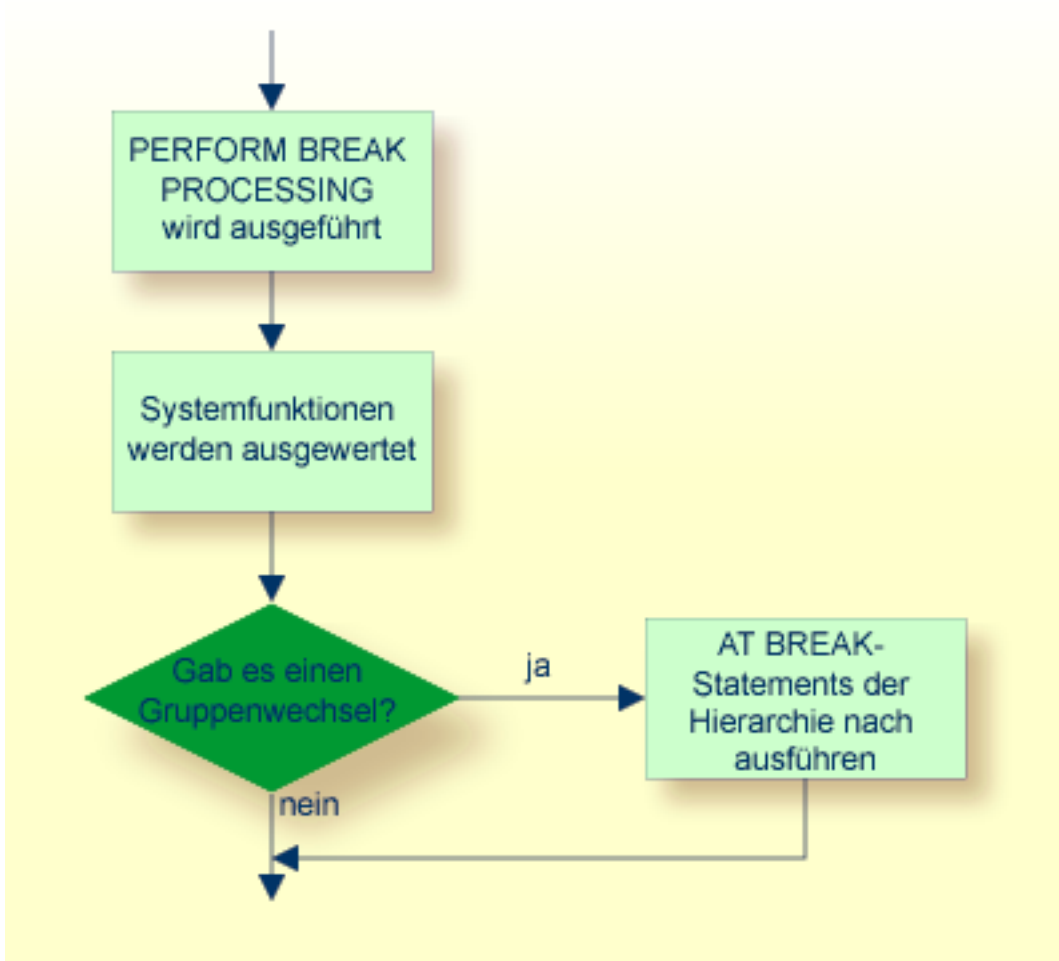 PERFORM BREAK
PROCESSING
wird ausgeführt
Systemfunktionen
werden ausgewertet
Gab es einen
Gruppenwechsel?
ja
AT BREAK-
Statements der
Hierarchie nach
ausführen
nein